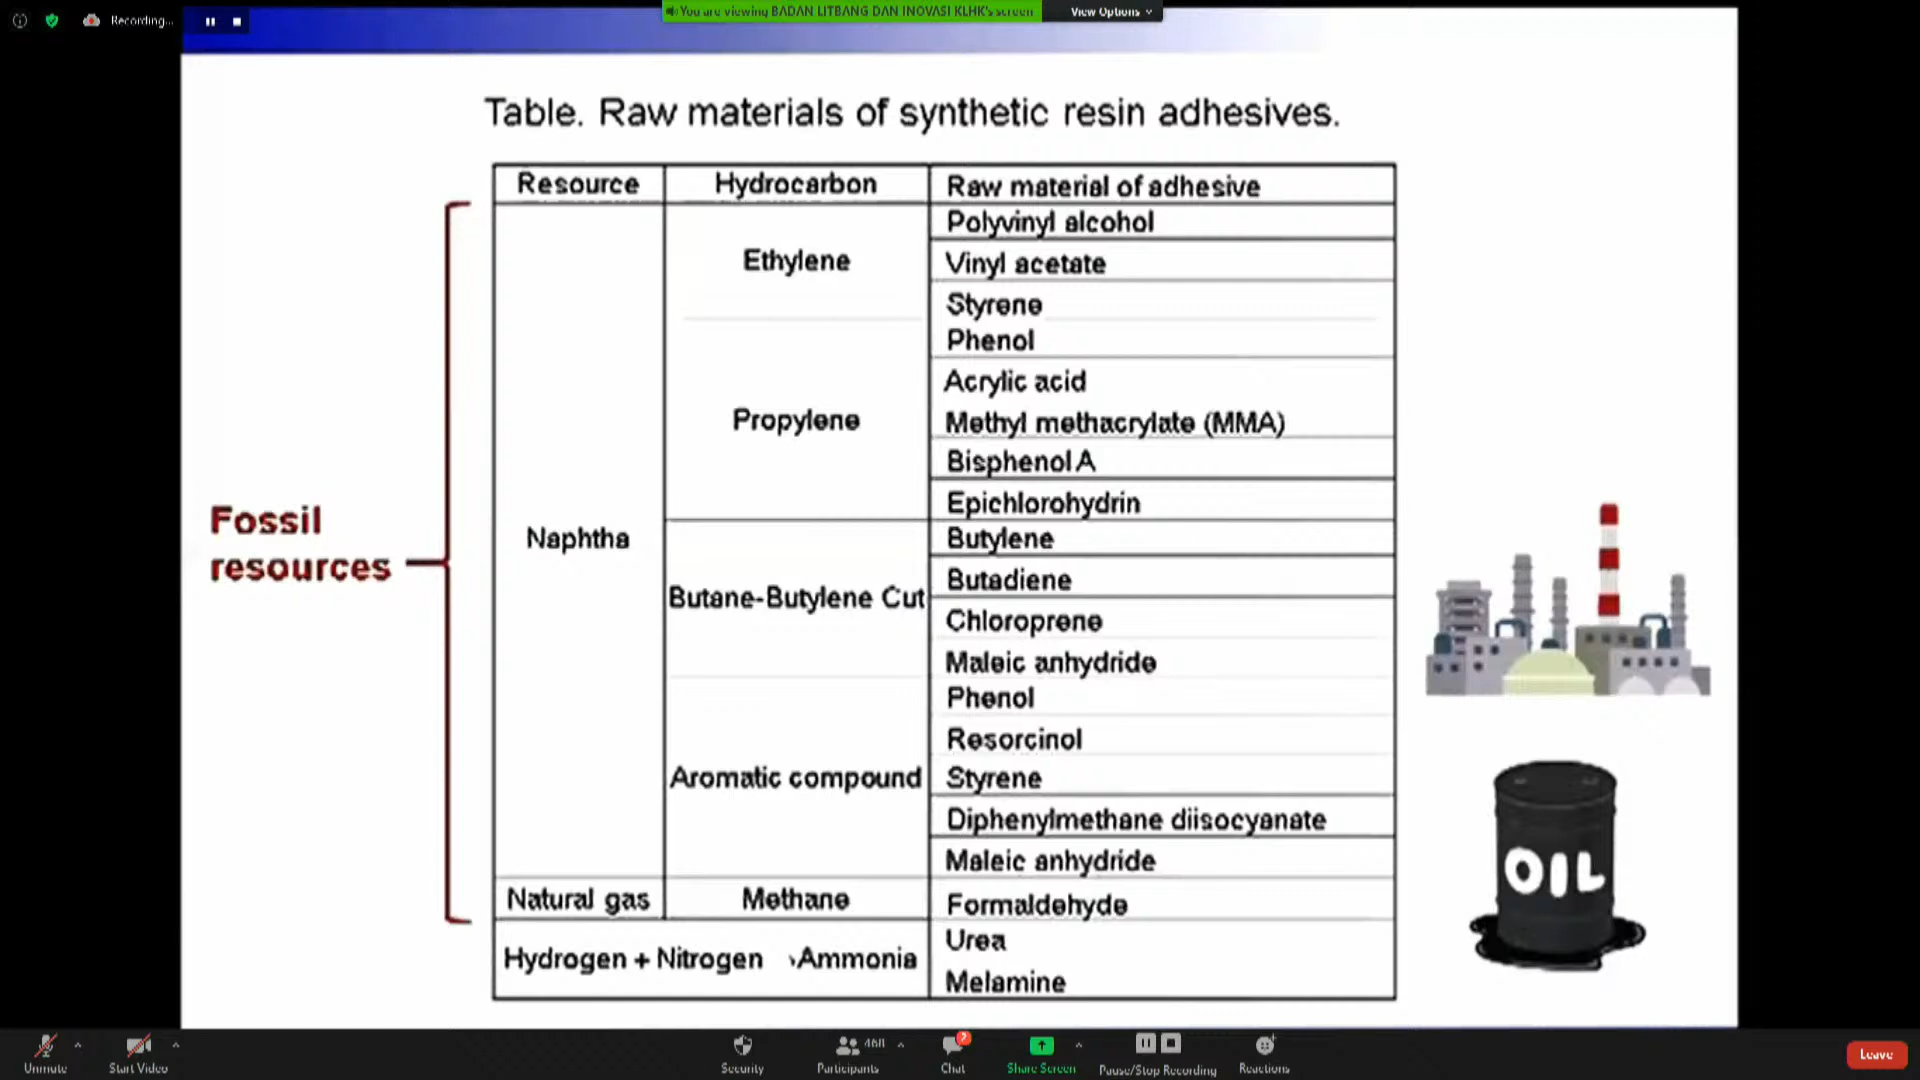 Recording...
You are viewing BADAN LITBANG DAN INOVASI KLHK's screen
View Options
Table. Raw materials of synthetic resin adhesives.
Resource Hydrocarbon Raw material of adhesive
Polyvinyl alcohol
Ethylene
Vinyl acetate
Styrene
Phenol
Acrylic acid
Propylene
Methyl methacrylate (MMA)
Bisphenol A
Epichlorohydrin
Fossil
resources
Naphtha
Butylene
Butadiene
Butane-Butylene Cut
Chloroprene
Maleic anhydride
Phenol
Resorcinol
Aromatic compound
Styrene
Diphenylmethane diisocyanate
Maleic anhydride
OIL
Natural gas Methane Formaldehyde
Urea
Hydrogen + Nitrogen Ammonia
Melamine
468
7
Unmute Start Video Security Participants Chat Share Screen Pause/Stop Recording Reactions
Leave